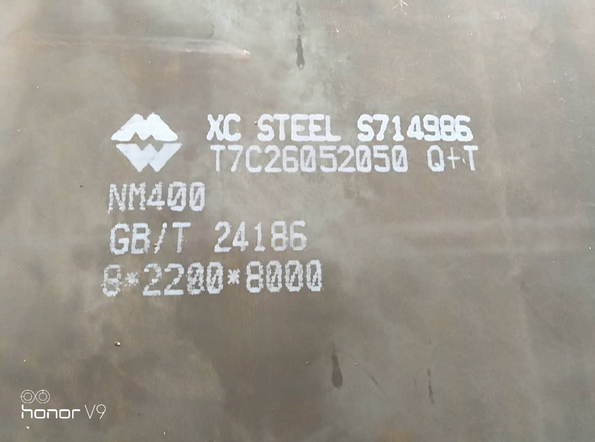 XC STEEL S714986
T7C26052050 Q+T
NM400
GB/T 24186
8*2200*8000
honor V9